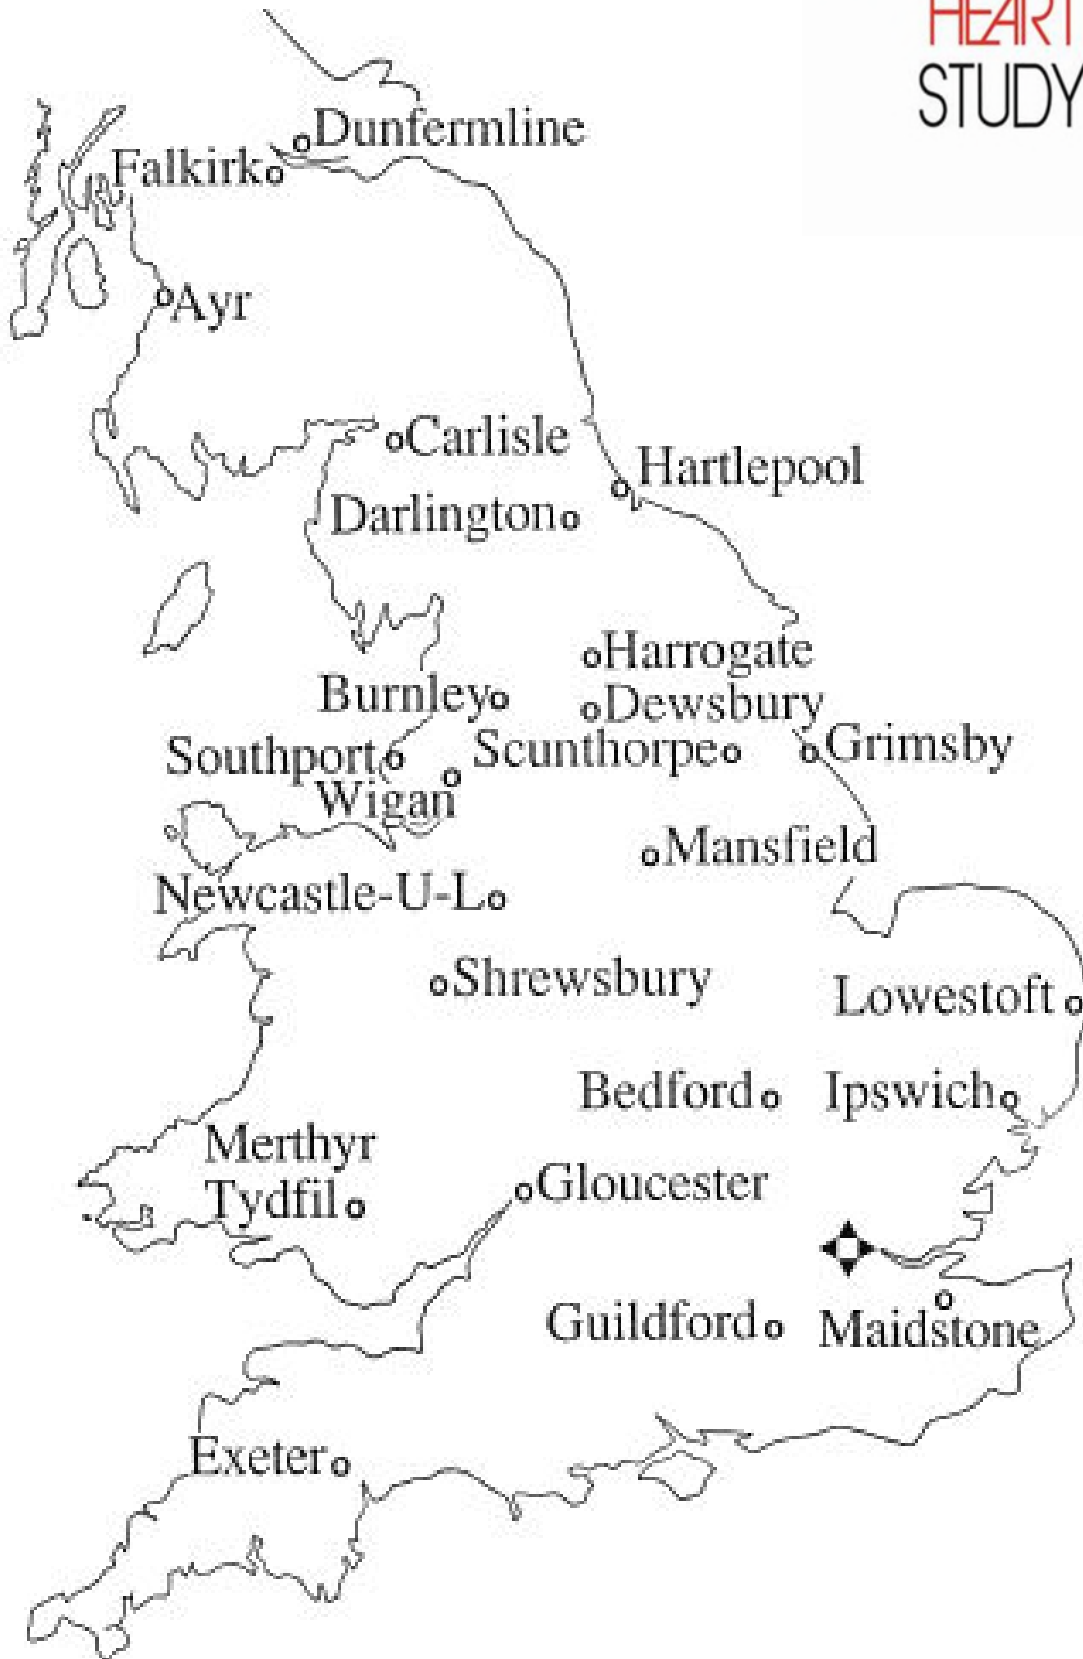 HEART
STUDY
Dunfermline
Falkirk
Ayr
Carlisle
Hartlepool
Darlington
Harrogate
Burnley
Dewsbury
Southport
Scunthorpe
Grimsby
Wigan
Mansfield
Newcastle-U-L
Shrewsbury
Lowestoft
Bedford
Ipswich
Merthyr
Tydfil
Gloucester
Guildford
Maidstone
Exeter